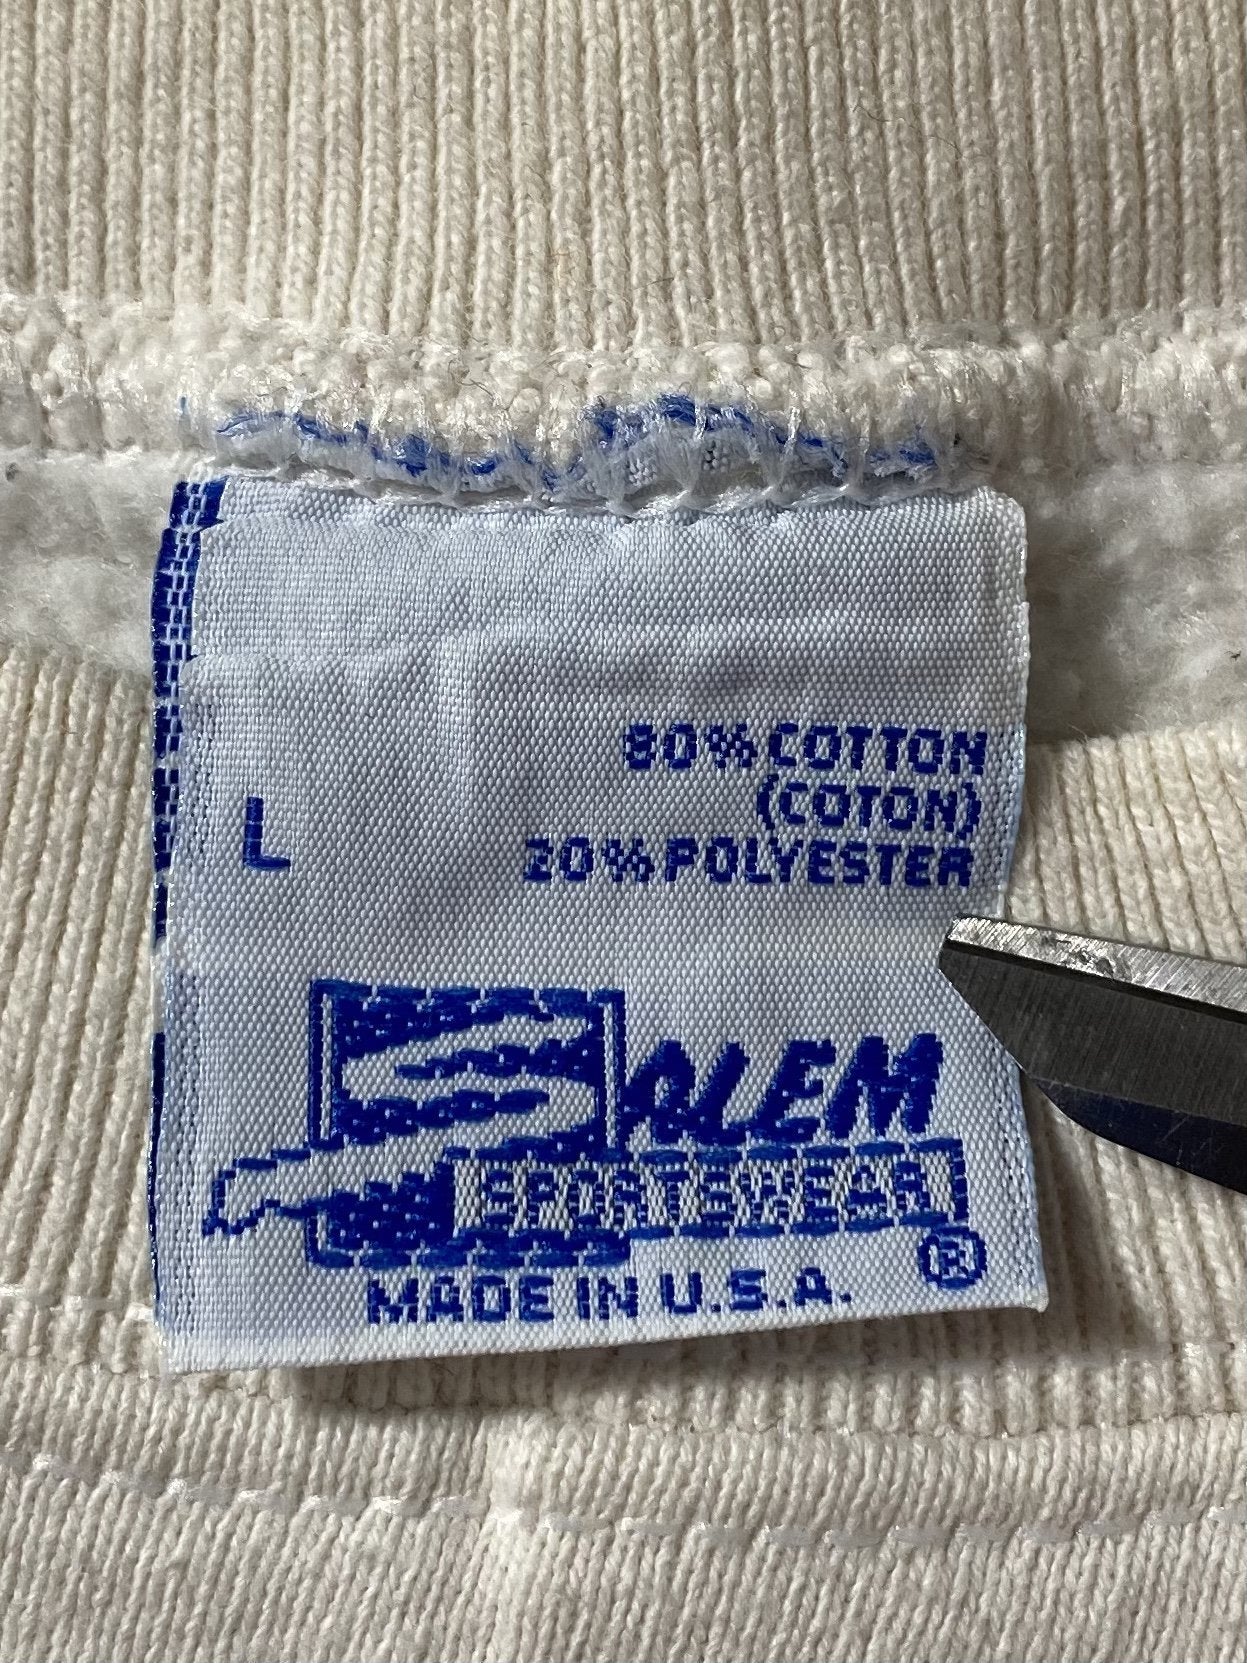 80% COTTON
(COTON)
20% POLYESTER
L
SALEM
SPORTSWEAR
®
MADE IN U.S.A.